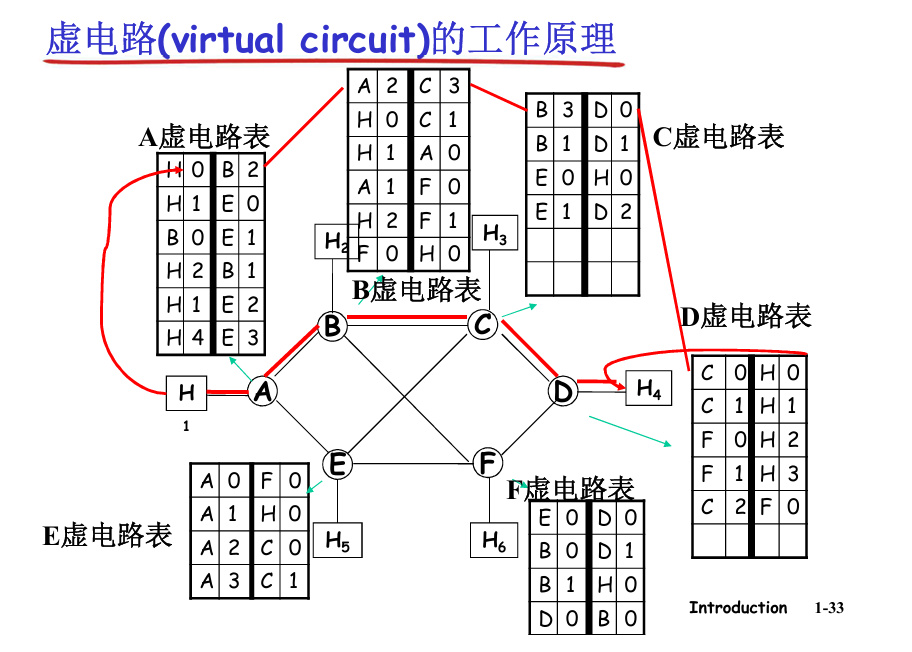 虚电路(virtual circuit)的工作原理
A 2 C 3
H 0 C 1
H 1 A 0
A 1 F 0
H 2 F 1
F 0 H 0
B虚电路表
A虚电路表
H 0 B 2
H 1 E 0
B 0 E 1
H 2 B 1
H 1 E 2
H 4 E 3
B 3 D 0
B 1 D 1
E 0 H 0
E 1 D 2
C虚电路表
H2
H3
B
C
D虚电路表
C 0 H 0
C 1 H 1
F 0 H 2
F 1 H 3
C 2 F 0
H
1
A
D
H4
E
F
E虚电路表
A 0 F 0
A 1 H 0
A 2 C 0
A 3 C 1
H5
H6
F虚电路表
E 0 D 0
B 0 D 1
B 1 H 0
D 0 B 0
Introduction 1-33